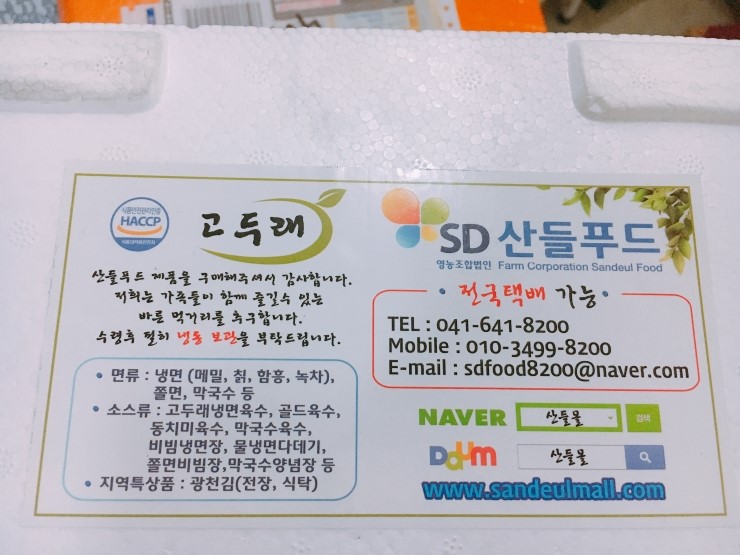 식품안전관리인증
HACCP
고두래
산들푸드 제품을 구매해주셔서 감사합니다.
저희는 가족들이 함께 즐길수 있는
바른 먹거리를 추구합니다.
수령후 필히 냉동 보관을 부탁드립니다.
• 면류 : 냉면 (메밀, 칡, 함흥, 녹차),
쫄면, 막국수 등
• 소스류 : 고두래냉면육수, 골드육수,
동치미육수, 막국수육수,
비빔냉면장, 물냉면다데기,
쫄면비빔장,막국수양념장 등
• 지역특상품 : 광천김(전장, 식탁)
SD 산들푸드
영농조합법인 Farm Corporation Sandeul Food
• 전국택배 가능 •
TEL : 041-641-8200
Mobile : 010-3499-8200
E-mail : sdfood8200@naver.com
NAVER 산들몰 검색
Daum 산들몰
www.sandeulmall.com